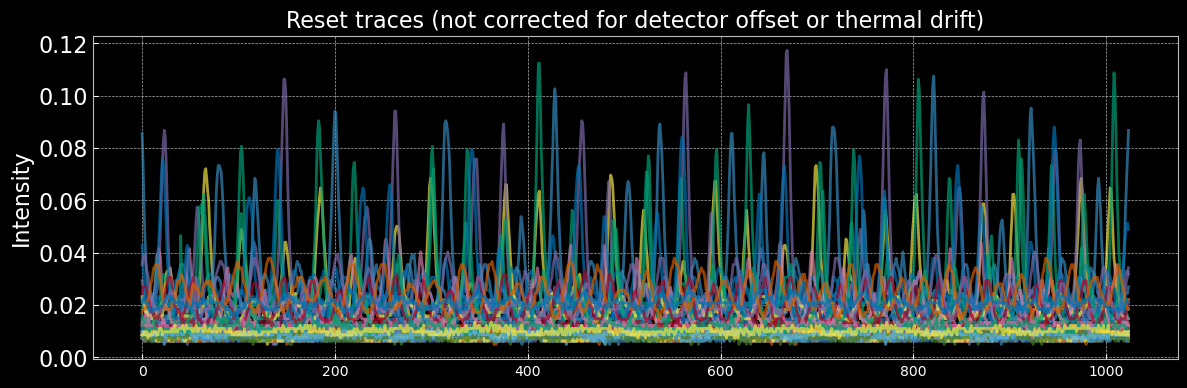 Reset traces (not corrected for detector offset or thermal drift)
Intensity
0.12
0.10
0.08
0.06
0.04
0.02
0.00
0 200 400 600 800 1000